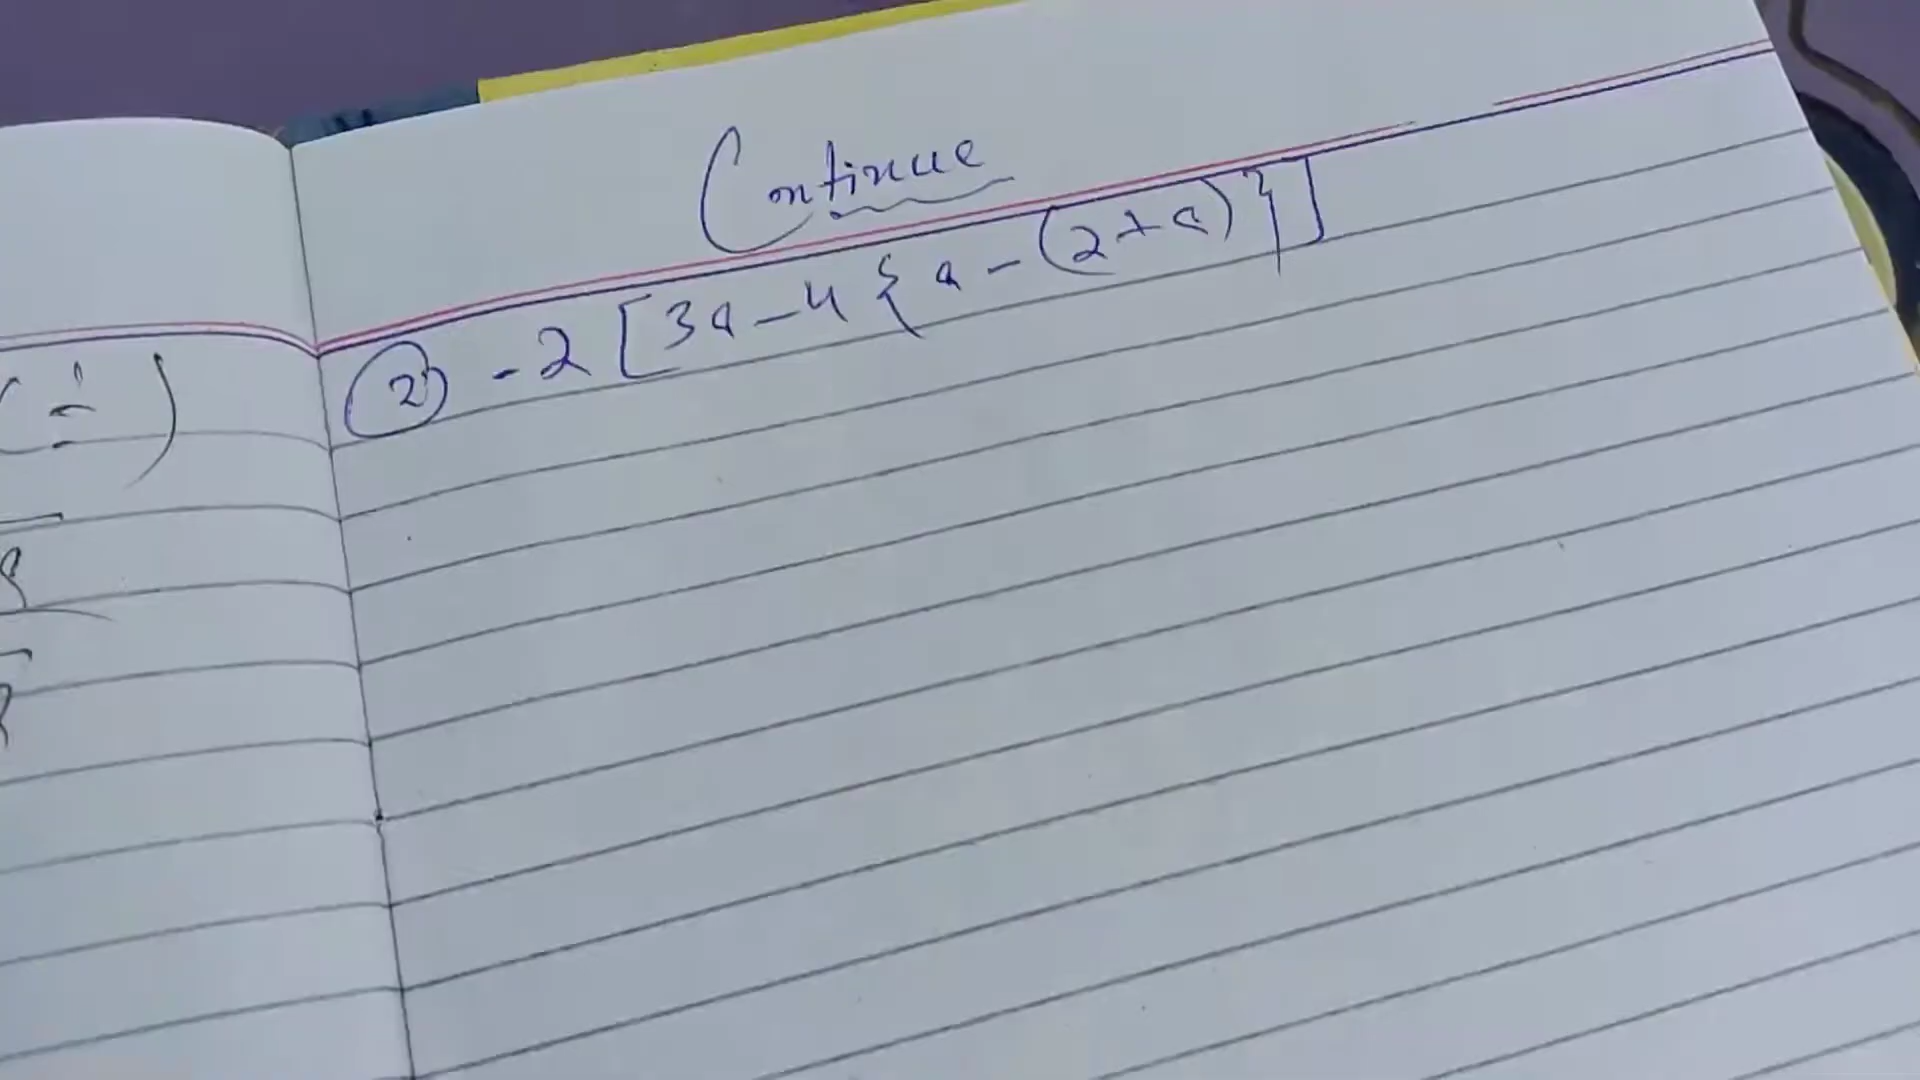 ( ÷ )
Continue
2) - 2 [ 3a - 4 { a - (2 + a) } ]